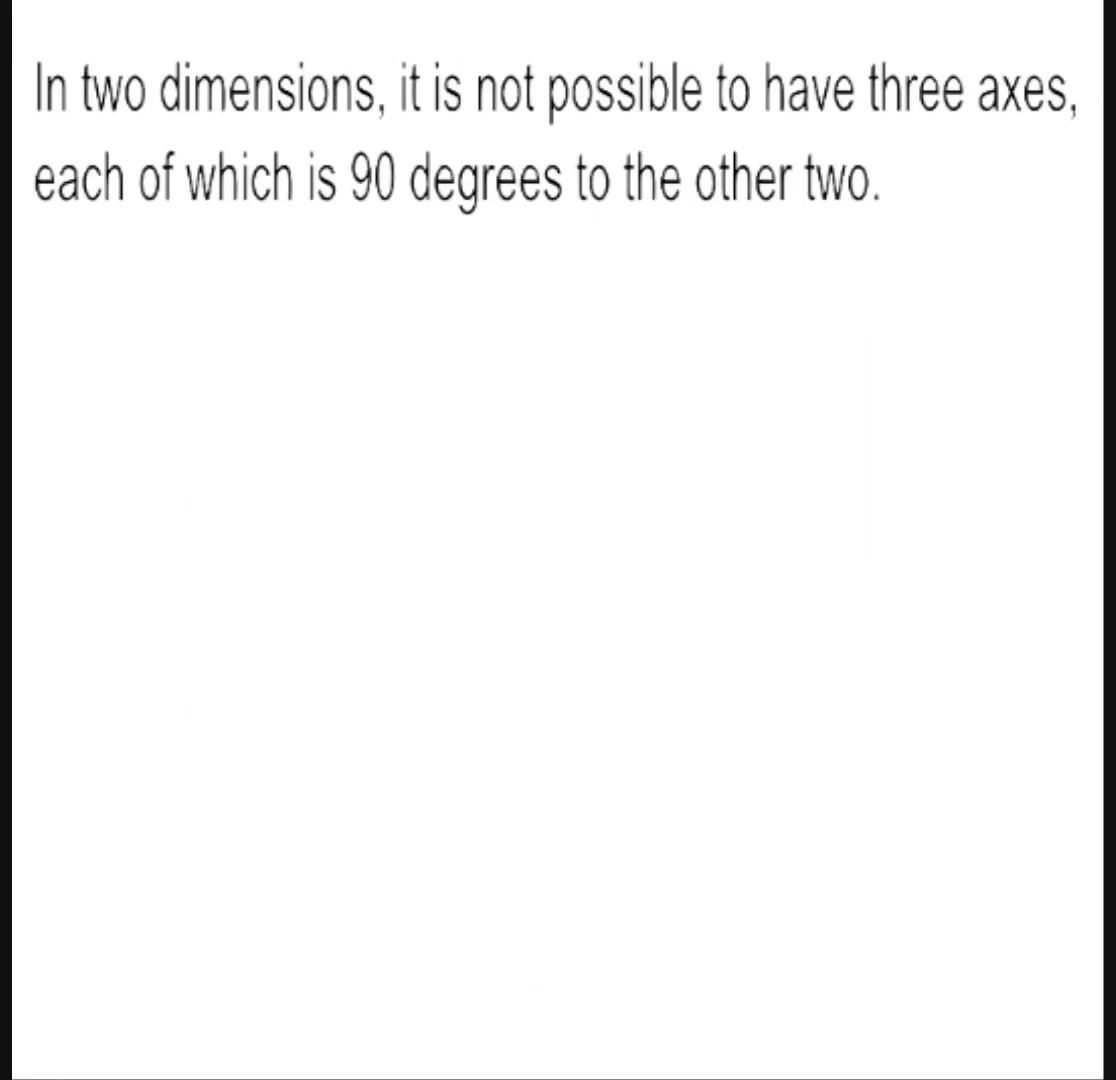 In two dimensions, it is not possible to have three axes,
each of which is 90 degrees to the other two.